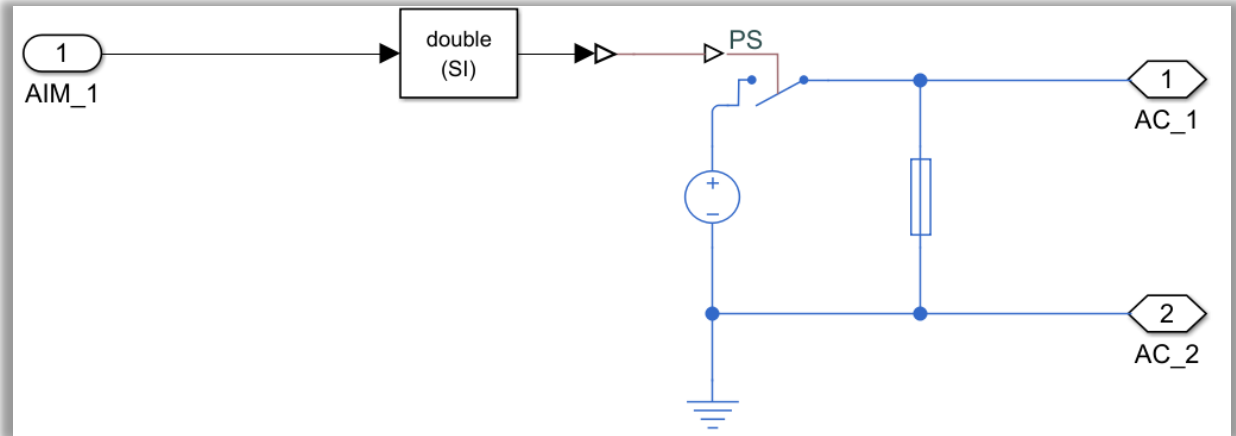 1
AIM_1
double
(SI)
PS
+
−
1
AC_1
2
AC_2